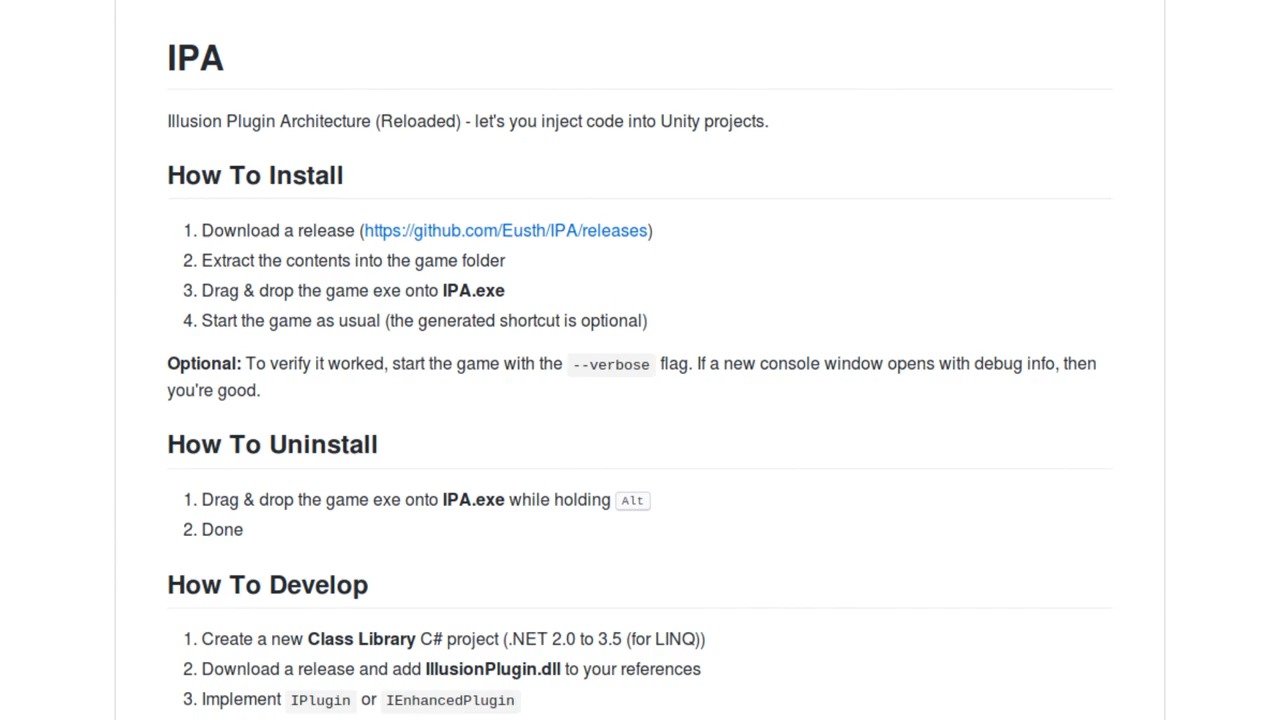 IPA
Illusion Plugin Architecture (Reloaded) - let's you inject code into Unity projects.
How To Install
1. Download a release (https://github.com/Eusth/IPA/releases)
2. Extract the contents into the game folder
3. Drag & drop the game exe onto IPA.exe
4. Start the game as usual (the generated shortcut is optional)
Optional: To verify it worked, start the game with the --verbose flag. If a new console window opens with debug info, then
you're good.
How To Uninstall
1. Drag & drop the game exe onto IPA.exe while holding Alt
2. Done
How To Develop
1. Create a new Class Library C# project (.NET 2.0 to 3.5 (for LINQ))
2. Download a release and add IllusionPlugin.dll to your references
3. Implement IPlugin or IEnhancedPlugin